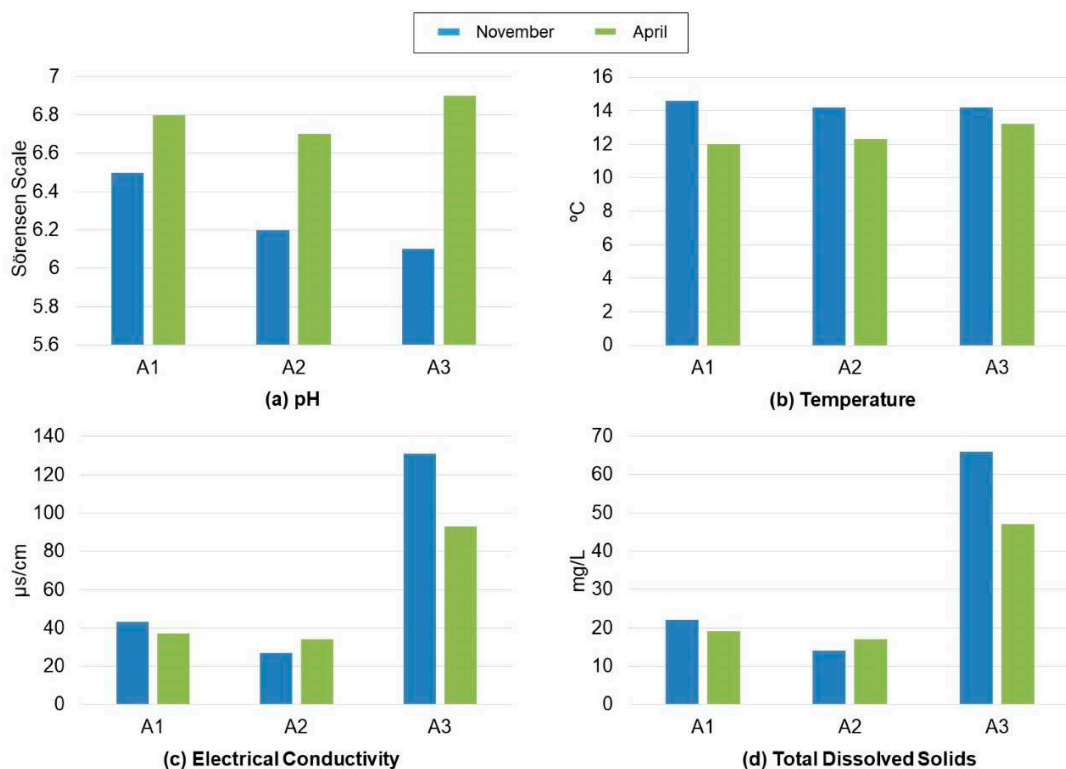 November April
7
6.8
6.6
6.4
6.2
6
5.8
5.6
Sörensen Scale
A1 A2 A3
(a) pH
16
14
12
10
8
6
4
2
0
ºC
A1 A2 A3
(b) Temperature
140
120
100
80
60
40
20
0
µs/cm
A1 A2 A3
(c) Electrical Conductivity
70
60
50
40
30
20
10
0
mg/L
A1 A2 A3
(d) Total Dissolved Solids